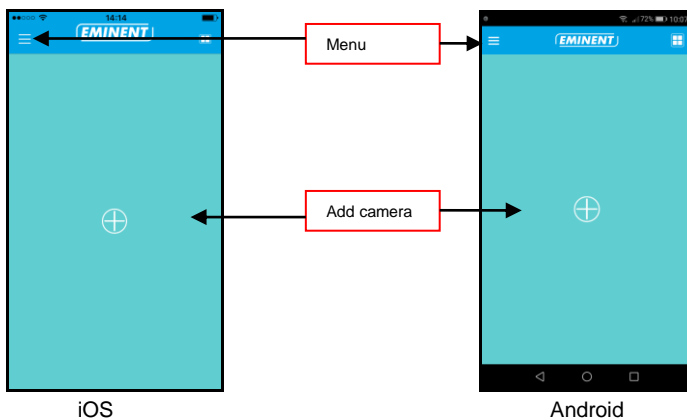 14:14
EMINENT
Menu
72% 10:07
EMINENT
Add camera
iOS
Android